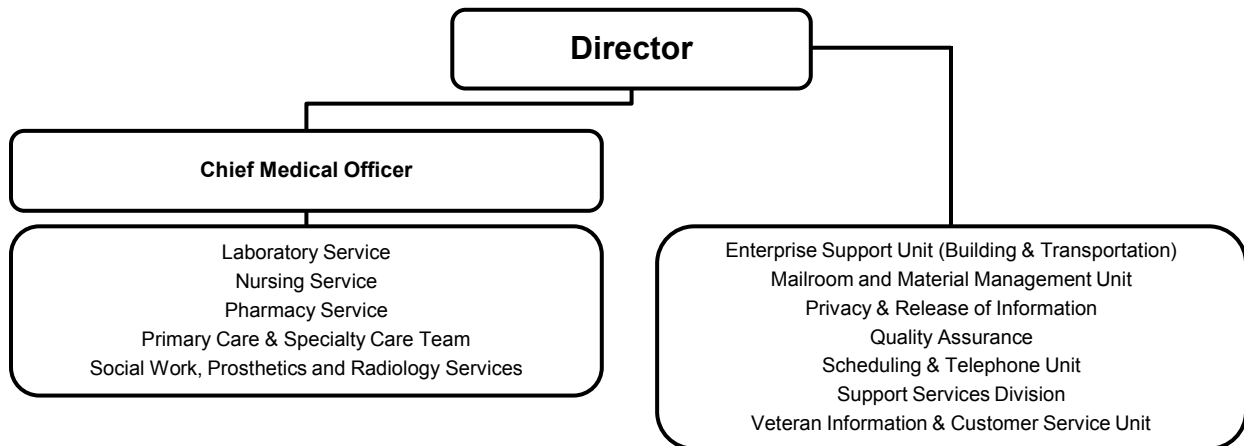 Director
Chief Medical Officer
Laboratory Service
Nursing Service
Pharmacy Service
Primary Care & Specialty Care Team
Social Work, Prosthetics and Radiology Services
Enterprise Support Unit (Building & Transportation)
Mailroom and Material Management Unit
Privacy & Release of Information
Quality Assurance
Scheduling & Telephone Unit
Support Services Division
Veteran Information & Customer Service Unit